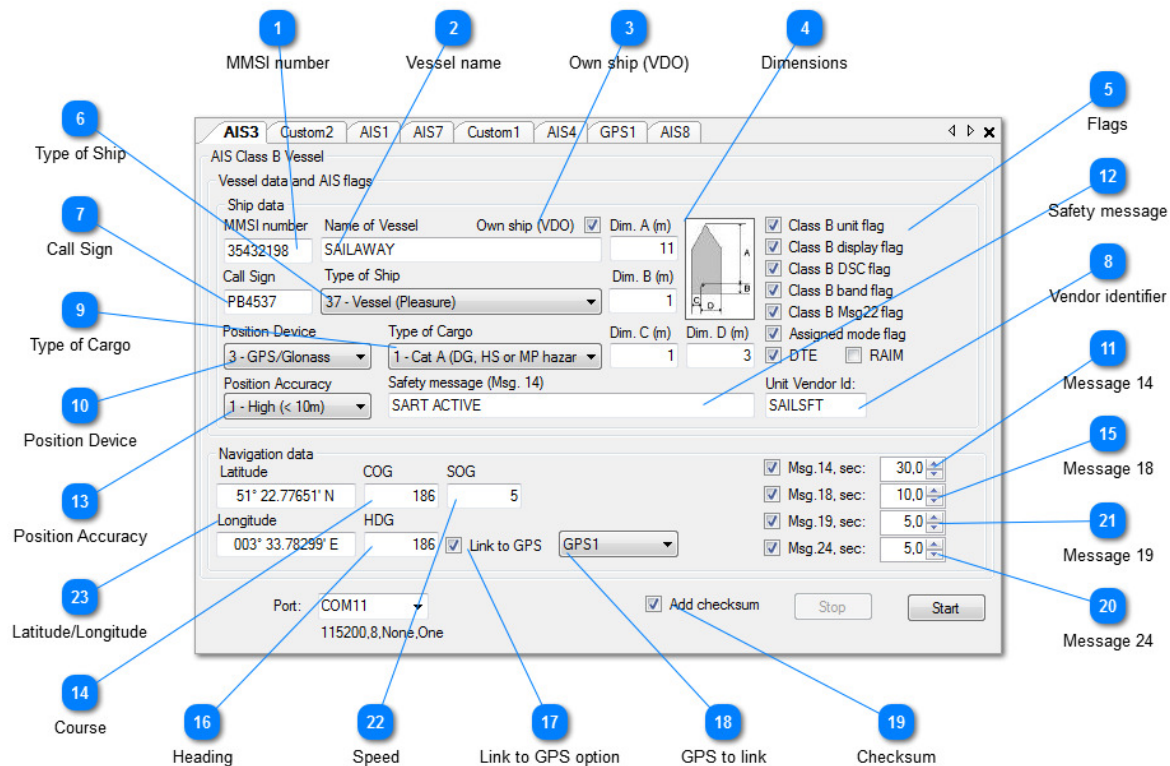 1
2
3
4
MMSI number
Vessel name
Own ship (VDO)
Dimensions
5
Flags
6
Type of Ship
7
Call Sign
9
Type of Cargo
10
Position Device
13
Position Accuracy
23
Latitude/Longitude
14
Course
AIS3 Custom2 AIS1 AIS7 Custom1 AIS4 GPS1 AIS8
AIS Class B Vessel
Vessel data and AIS flags
Ship data
MMSI number Name of Vessel Own ship (VDO) Dim. A (m)
35432198 SAILAWAY 11
Call Sign Type of Ship Dim. B (m)
PB4537 37 - Vessel (Pleasure) 1
Position Device Type of Cargo Dim. C (m) Dim. D (m)
3 - GPS/Glonass 1 - Cat A (DG, HS or MP hazar 1 3
Position Accuracy Safety message (Msg. 14) Unit Vendor Id:
1 - High (< 10m) SART ACTIVE SAILSFT
A
B
C
D
Class B unit flag
Class B display flag
Class B DSC flag
Class B band flag
Class B Msg22 flag
Assigned mode flag
DTE RAIM
Navigation data
Latitude COG SOG
51° 22.77651' N 186 5
Longitude HDG
003° 33.78299' E 186 Link to GPS GPS1
Msg.14, sec: 30,0
Msg.18, sec: 10,0
Msg.19, sec: 5,0
Msg.24, sec: 5,0
Port: COM11 Add checksum Stop Start
115200,8,None,One
12
Safety message
8
Vendor identifier
11
Message 14
15
Message 18
21
Message 19
20
Message 24
16
22
17
18
19
Heading
Speed
Link to GPS option
GPS to link
Checksum